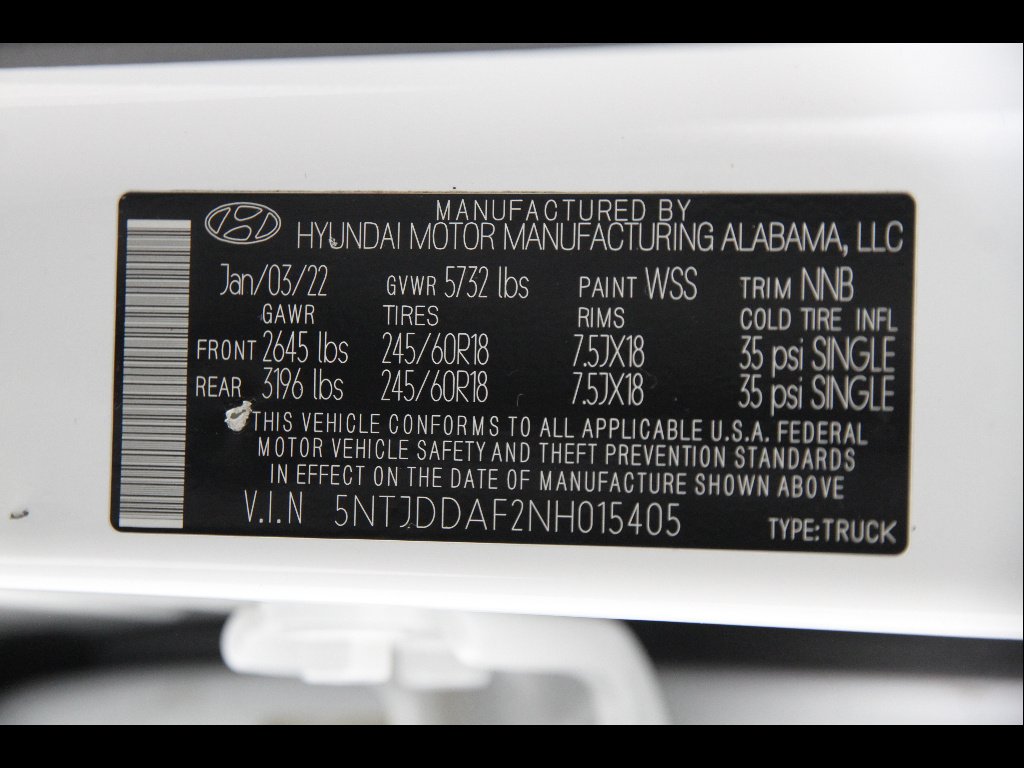 MANUFACTURED BY
HYUNDAI MOTOR MANUFACTURING ALABAMA, LLC
Jan/03/22 GVWR 5732 lbs PAINT WSS TRIM NNB
GAWR TIRES RIMS COLD TIRE INFL
FRONT 2645 lbs 245/60R18 7.5JX18 35 psi SINGLE
REAR 3196 lbs 245/60R18 7.5JX18 35 psi SINGLE
THIS VEHICLE CONFORMS TO ALL APPLICABLE U.S.A. FEDERAL
MOTOR VEHICLE SAFETY AND THEFT PREVENTION STANDARDS
IN EFFECT ON THE DATE OF MANUFACTURE SHOWN ABOVE
V.I.N 5NTJDDAF2NH015405 TYPE:TRUCK